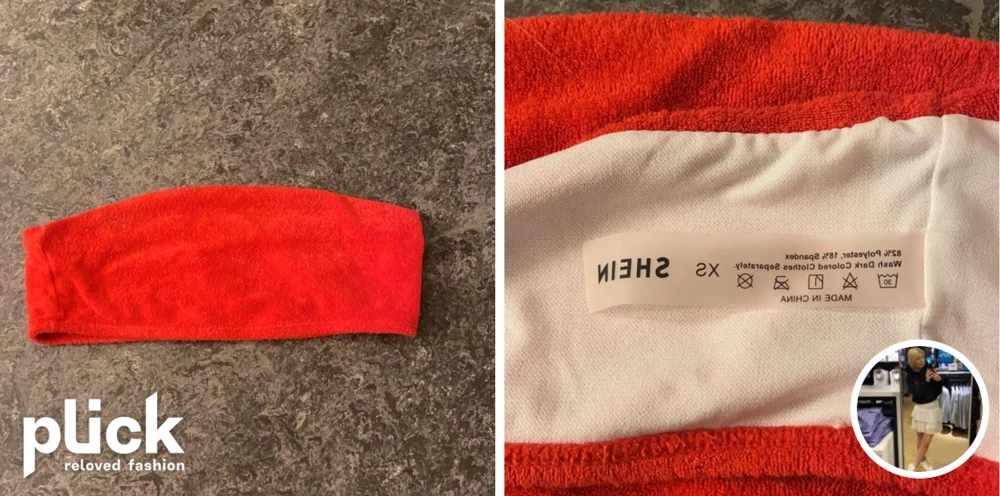 plick
reloved fashion
SHEIN
XS
82% Polyester, 18% Spandex
Wash Dark Colored Clothes Separately.
30
MADE IN CHINA